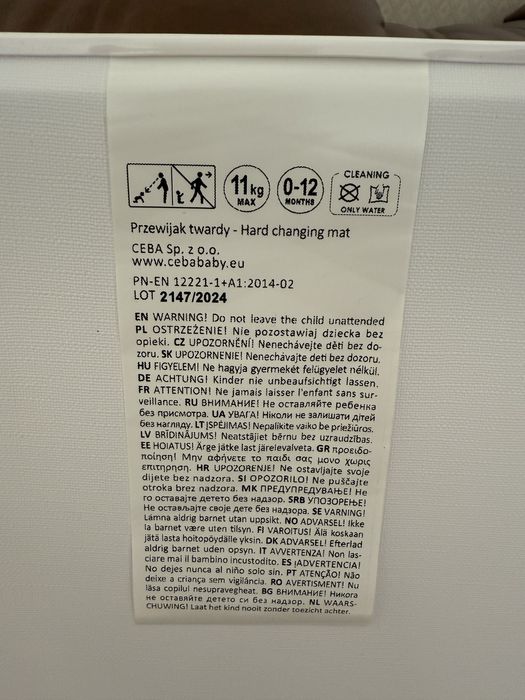 11 kg
MAX
0-12
MONTHS
CLEANING
ONLY WATER
Przewijak twardy - Hard changing mat
CEBA Sp. z o.o.
www.cebababy.eu
PN-EN 12221-1+A1:2014-02
LOT 2147/2024
EN WARNING! Do not leave the child unattended
PL OSTRZEŻENIE! Nie pozostawiaj dziecka bez
opieki. CZ UPOZORNĚNÍ! Nenechávejte děti bez do-
zoru. SK UPOZORNENIE! Nenechávajte deti bez dozoru.
HU FIGYELEM! Ne hagyja gyermekét felügyelet nélkül.
DE ACHTUNG! Kinder nie unbeaufsichtigt lassen.
FR ATTENTION! Ne jamais laisser l'enfant sans sur-
veillance. RU ВНИМАНИЕ! Не оставляйте ребенка
без присмотра. UA УВАГА! Ніколи не залишати дітей
без нагляду. LT ĮSPĖJIMAS! Nepalikite vaiko be priežiūros.
LV BRĪDINĀJUMS! Neatstājiet bērnu bez uzraudzības.
EE HOIATUS! Ärge jätke last järelevalveta. GR προειδο-
ποίηση! Μην αφήνετε το παιδί σας μόνο χωρίς
επιτήρηση. HR UPOZORENJE! Ne ostavljajte svoje
dijete bez nadzora. SI OPOZORILO! Ne puščajte
otroka brez nadzora. MK ПРЕДУПРЕДУВАЊЕ! Не
го оставајте детето без надзор. SRB УПОЗОРЕЊЕ!
Не остављајте своје дете без надзора. SE VARNING!
Lämna aldrig barnet utan uppsikt. NO ADVARSEL! Ikke
la barnet være uten tilsyn. FI VAROITUS! Älä koskaan
jätä lasta hoitopöydälle yksin. DK ADVARSEL! Efterlad
aldrig barnet uden opsyn. IT AVVERTENZA! Non las-
ciare mai il bambino incustodito. ES ¡ADVERTENCIA!
No dejes nunca al niño solo sin. PT ATENÇÃO! Não
deixe a criança sem vigilância. RO AVERTISMENT! Nu
lăsa copilul nesupravegheat. BG ВНИМАНИЕ! Никога
не оставяйте детето си без надзор. NL WAARS-
CHUWING! Laat het kind nooit zonder toezicht achter.